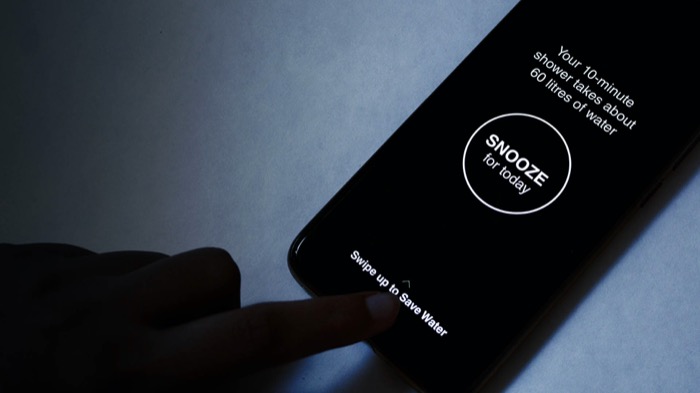 Your 10-minute
shower takes about
60 litres of water
SNOOZE
for today
Swipe up to Save Water